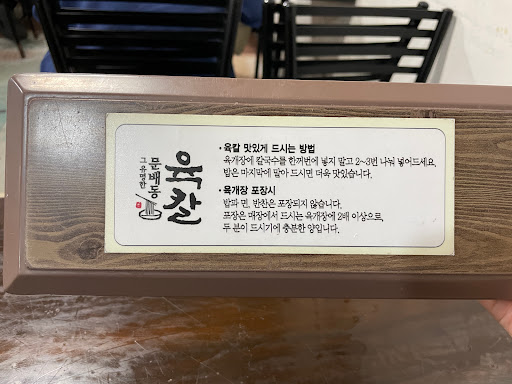 그 옛맛
문배동
육칼
• 육칼 맛있게 드시는 방법
육개장에 칼국수를 한꺼번에 넣지 말고 2~3번 나눠 넣어드세요.
밥은 마지막에 말아 드시면 더욱 맛있습니다.
• 육개장 포장시
밥과 면, 반찬은 포장되지 않습니다.
포장은 매장에서 드시는 육개장에 2배 이상으로,
두 분이 드시기에 충분한 양입니다.